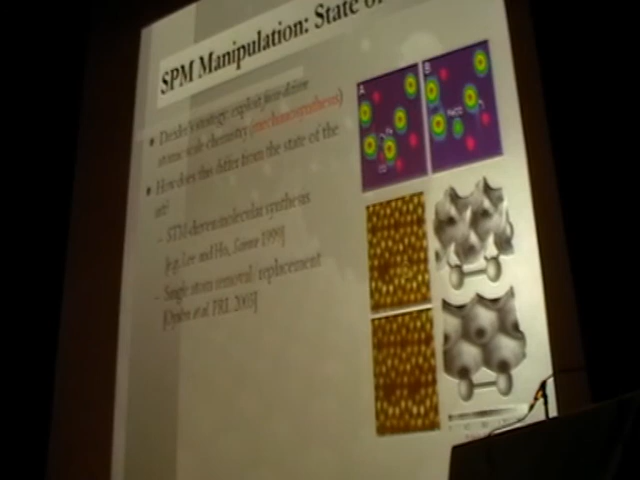 SPM Manipulation: State o
• Drexler's strategy: exploit force-driven
atomic scale chemistry (mechanosynthesis)
• How does this differ from the state of the
art?
– STM-driven molecular synthesis
[e.g. Lee and Ho, Science 1999]
– Single atom removal/replacement
[Oyabu et al. PRL 2003]
A
B